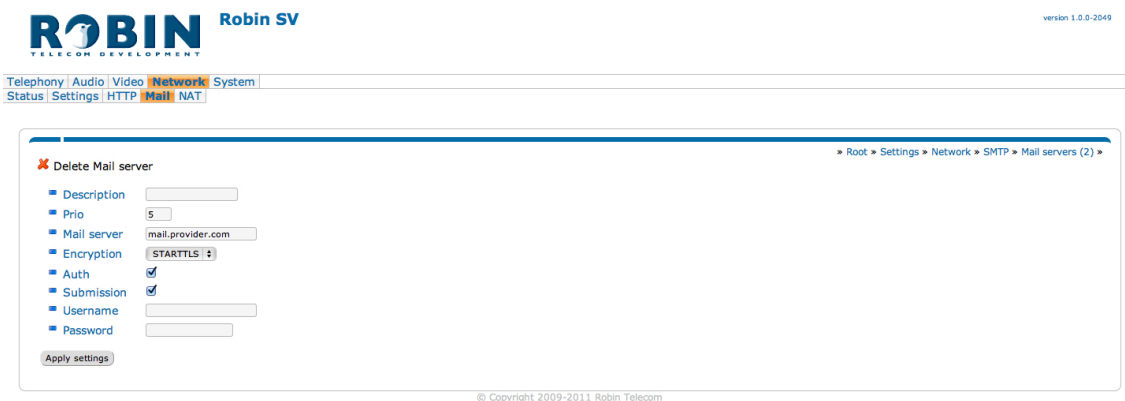 ROBIN
TELECOM DEVELOPMENT
Robin SV
version 1.0.0-2049
Telephony Audio Video Network System
Status Settings HTTP Mail NAT
» Root » Settings » Network » SMTP » Mail servers (2) »
Delete Mail server
Description
Prio 5
Mail server mail.provider.com
Encryption STARTTLS
Auth
Submission
Username
Password
Apply settings
© Copyright 2009-2011 Robin Telecom